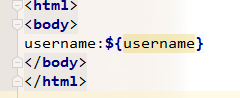 <html>
<body>
username:${username}
</body>
</html>